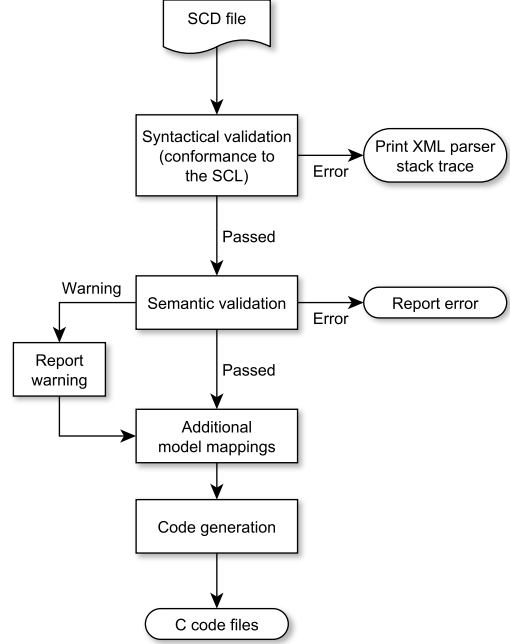 SCD file
Syntactical validation
(conformance to
the SCL)
Error
Print XML parser
stack trace
Passed
Warning
Semantic validation
Error
Report error
Report
warning
Passed
Additional
model mappings
Code generation
C code files